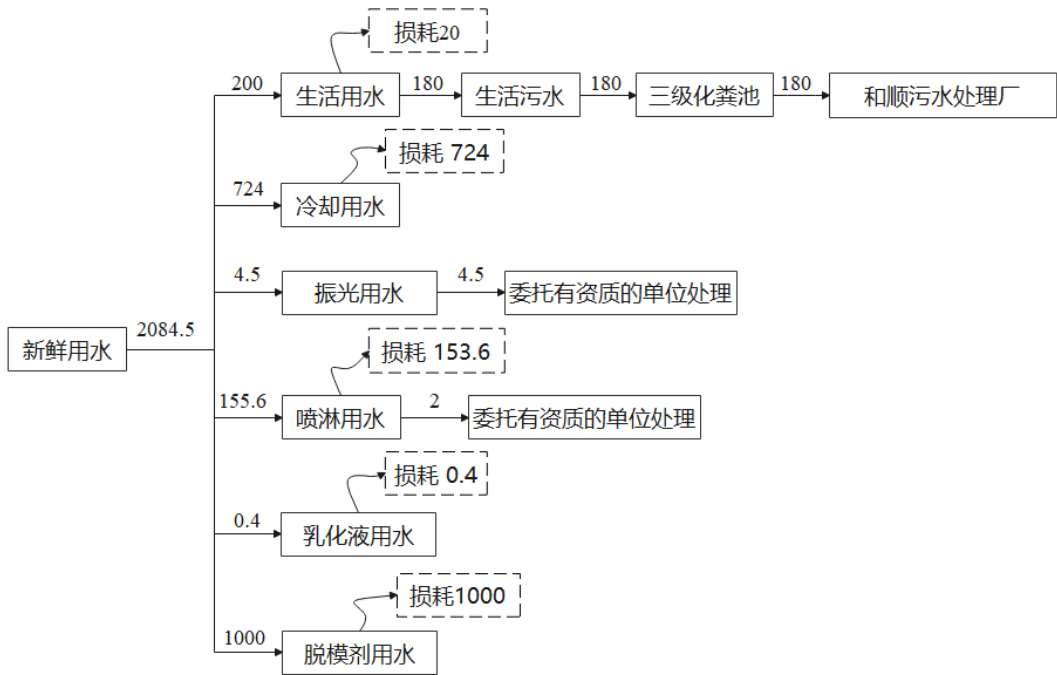 损耗20
200
生活用水
180
生活污水
180
三级化粪池
180
和顺污水处理厂
损耗 724
724
冷却用水
4.5
振光用水
4.5
委托有资质的单位处理
新鲜用水
2084.5
损耗 153.6
155.6
喷淋用水
2
委托有资质的单位处理
损耗 0.4
0.4
乳化液用水
损耗1000
1000
脱模剂用水